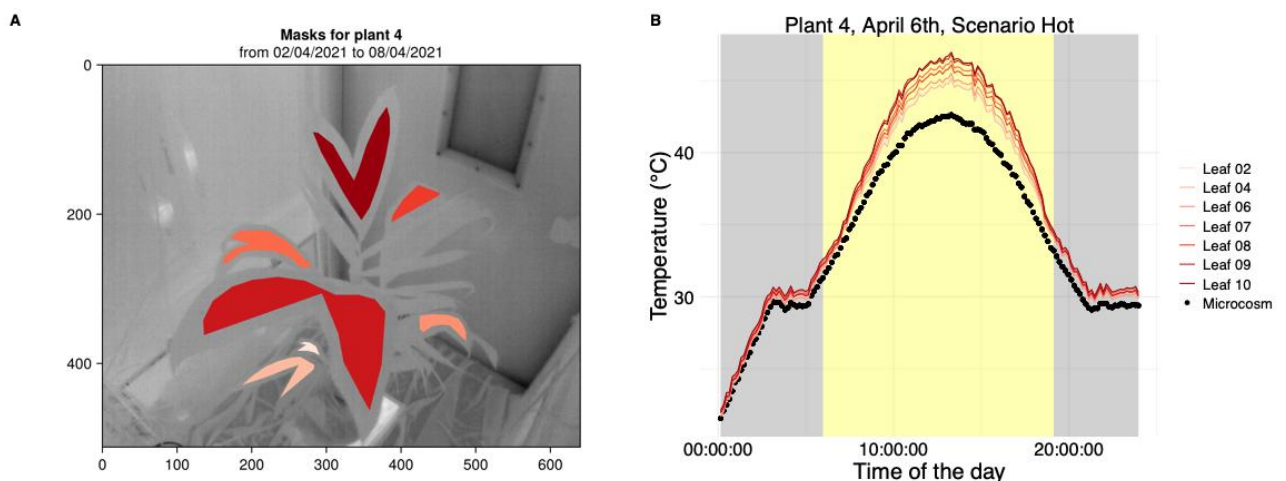 A
Masks for plant 4
from 02/04/2021 to 08/04/2021
0
200
400
0
100
200
300
400
500
600
B
Plant 4, April 6th, Scenario Hot
Temperature (°C)
40
30
00:00:00
10:00:00
20:00:00
Time of the day
Leaf 02
Leaf 04
Leaf 06
Leaf 07
Leaf 08
Leaf 09
Leaf 10
Microcosm